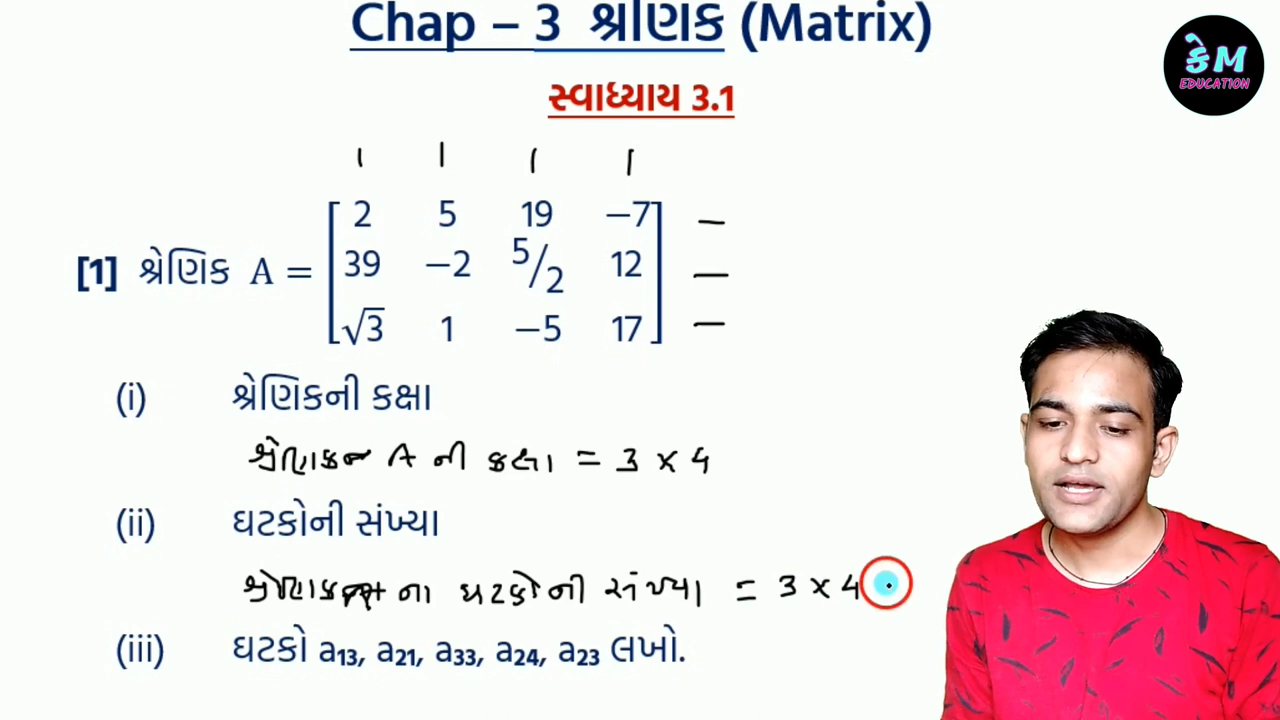 Chap – 3 શ્રેણિક (Matrix)
કેM
EDUCATION
સ્વાધ્યાય 3.1
[1] શ્રેણિક A =
2 5 19 −7
39 −2 5/2 12
√3 1 −5 17
(i) શ્રેણિકની કક્ષા
શ્રેણિક A ની કક્ષા = 3 × 4
(ii) ઘટકોની સંખ્યા
શ્રેણિક ના ઘટકોની સંખ્યા = 3 × 4
(iii) ઘટકો a₁₃, a₂₁, a₃₃, a₂₄, a₂₃ લખો.